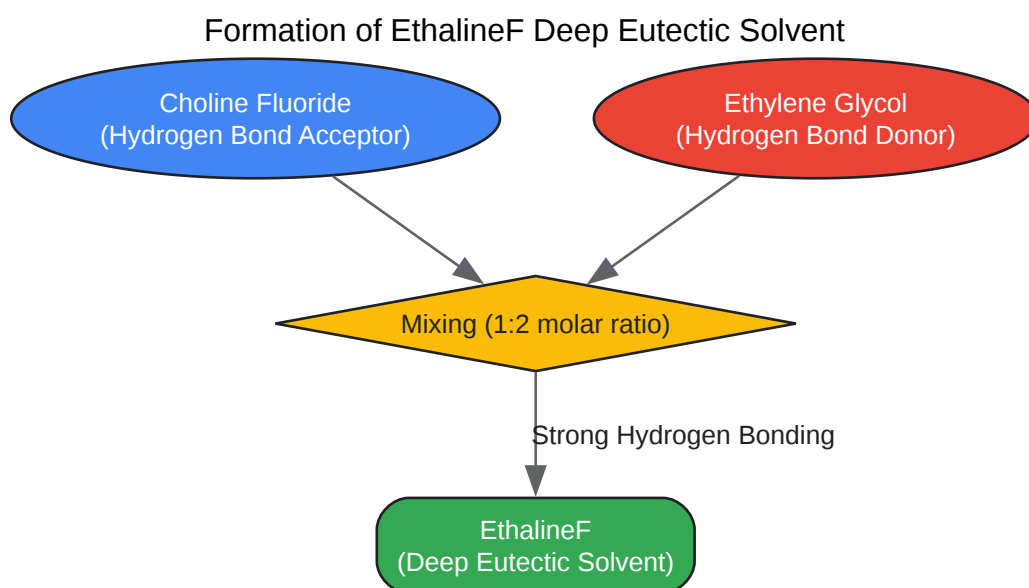 Formation of EthalineF Deep Eutectic Solvent
Choline Fluoride
(Hydrogen Bond Acceptor)
Ethylene Glycol
(Hydrogen Bond Donor)
Mixing (1:2 molar ratio)
Strong Hydrogen Bonding
EthalineF
(Deep Eutectic Solvent)